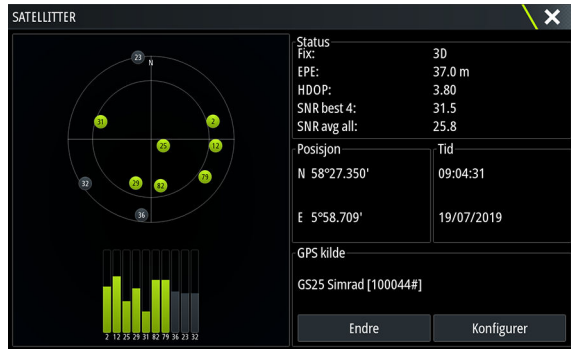 SATELLITTER
23
N
31
2
25
12
79
29
82
32
36
2 12 25 29 31 82 79 36 23 32
Status
Fix: 3D
EPE: 37.0 m
HDOP: 3.80
SNR best 4: 31.5
SNR avg all: 25.8
Posisjon
N 58°27.350'
E 5°58.709'
Tid
09:04:31
19/07/2019
GPS kilde
GS25 Simrad [100044#]
Endre
Konfigurer